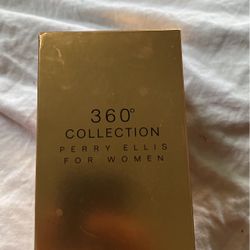 360°
COLLECTION
PERRY ELLIS
FOR WOMEN